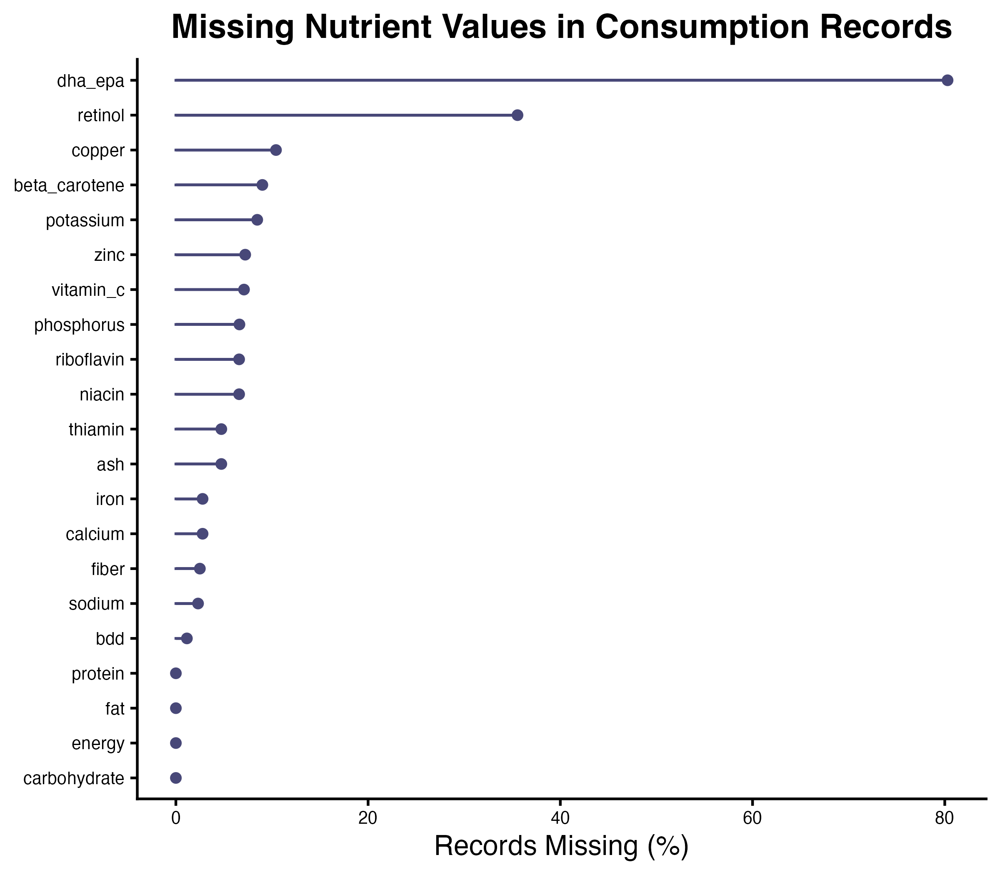 Missing Nutrient Values in Consumption Records
dha_epa
retinol
copper
beta_carotene
potassium
zinc
vitamin_c
phosphorus
riboflavin
niacin
thiamin
ash
iron
calcium
fiber
sodium
bdd
protein
fat
energy
carbohydrate
0 20 40 60 80
Records Missing (%)